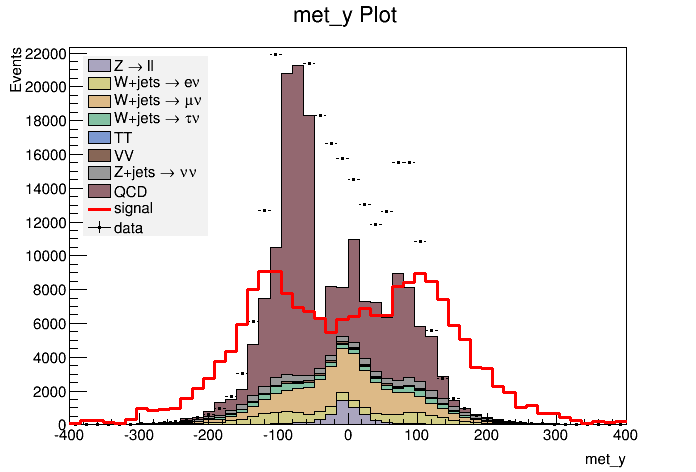 met_y Plot
Events
22000
20000
18000
16000
14000
12000
10000
8000
6000
4000
2000
0
Z → ll
W+jets → eν
W+jets → μν
W+jets → τν
TT
VV
Z+jets → νν
QCD
signal
data
-400 -300 -200 -100 0 100 200 300 400
met_y